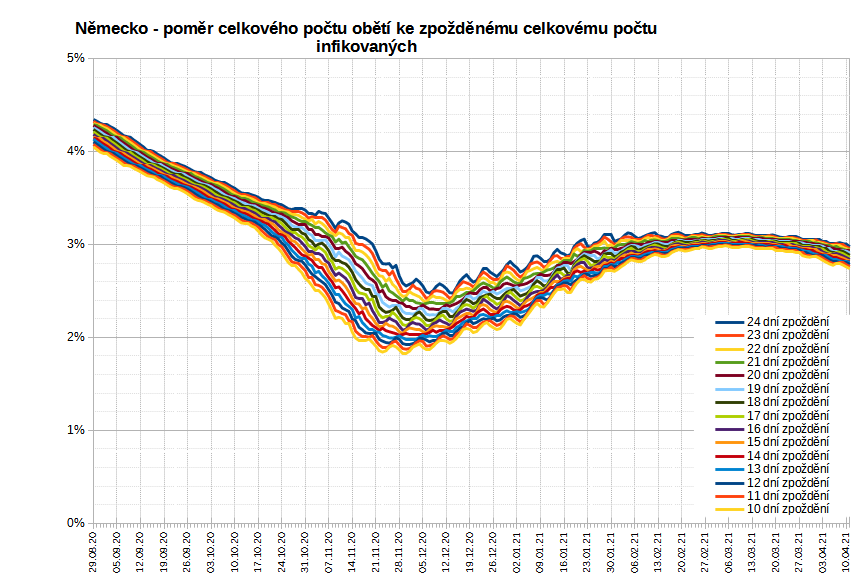 Německo - poměr celkového počtu obětí ke zpožděnému celkovému počtu
infikovaných
5%
4%
3%
2%
1%
0%
24 dní zpoždění
23 dní zpoždění
22 dní zpoždění
21 dní zpoždění
20 dní zpoždění
19 dní zpoždění
18 dní zpoždění
17 dní zpoždění
16 dní zpoždění
15 dní zpoždění
14 dní zpoždění
13 dní zpoždění
12 dní zpoždění
11 dní zpoždění
10 dní zpoždění
29.08.20
05.09.20
12.09.20
19.09.20
26.09.20
03.10.20
10.10.20
17.10.20
24.10.20
31.10.20
07.11.20
14.11.20
21.11.20
28.11.20
05.12.20
12.12.20
19.12.20
26.12.20
02.01.21
09.01.21
16.01.21
23.01.21
30.01.21
06.02.21
13.02.21
20.02.21
27.02.21
06.03.21
13.03.21
20.03.21
27.03.21
03.04.21
10.04.21